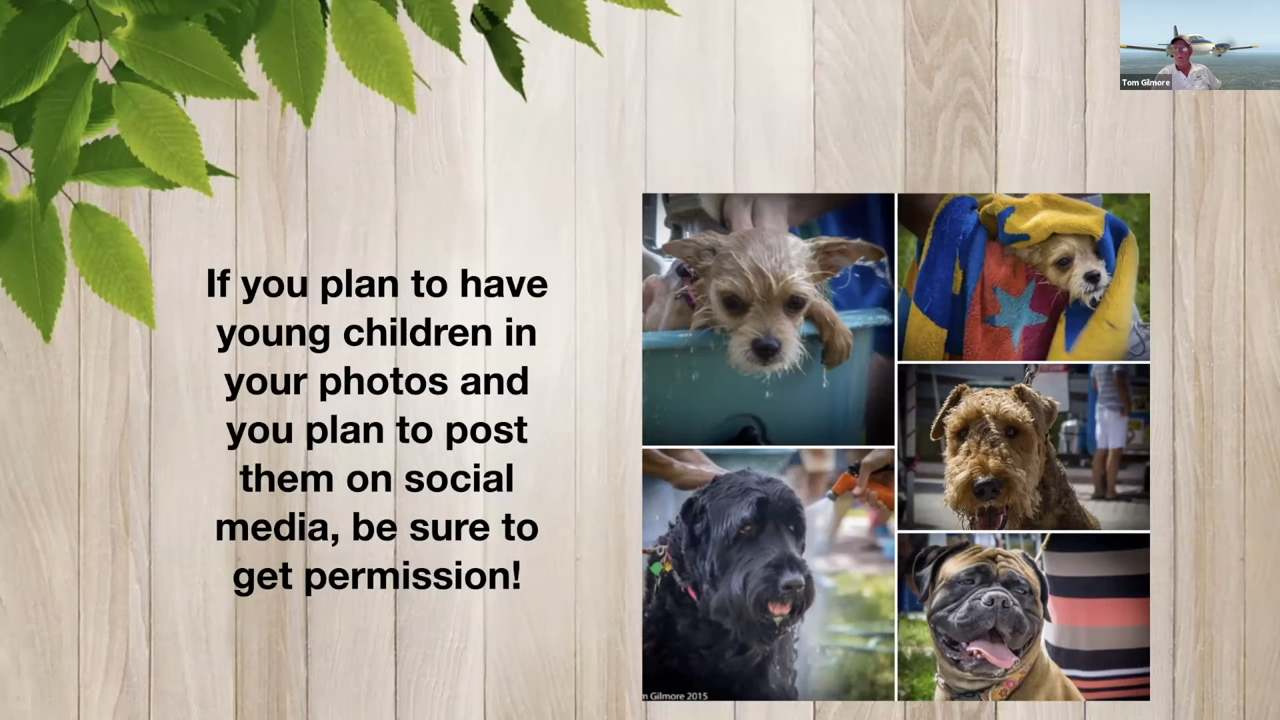 Tom Gilmore
If you plan to have
young children in
your photos and
you plan to post
them on social
media, be sure to
get permission!
m Gilmore 2015